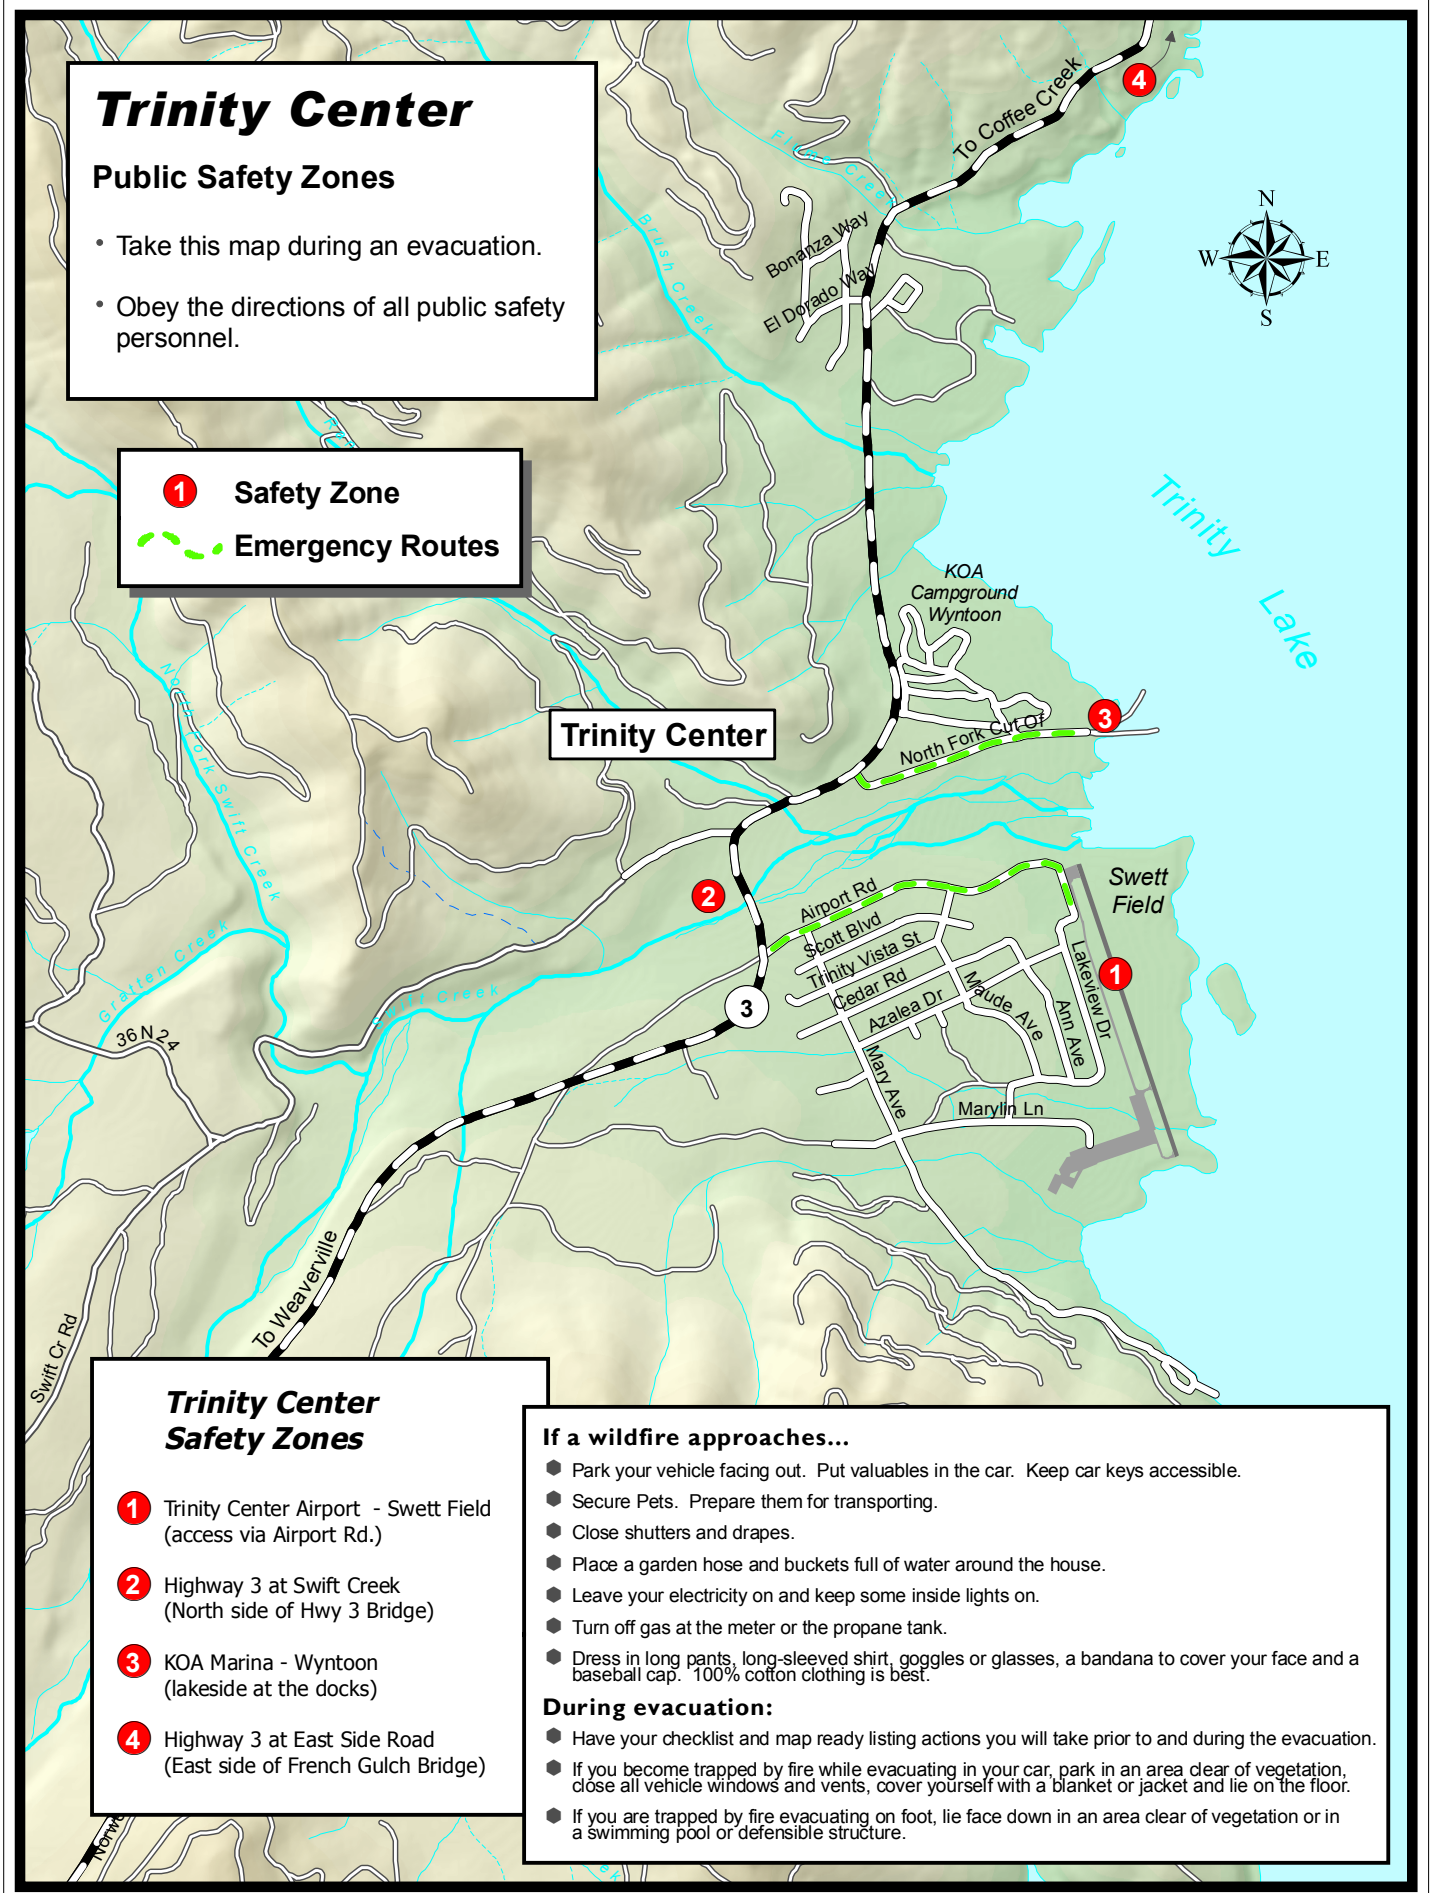 Trinity Center
Public Safety Zones
• Take this map during an evacuation.
• Obey the directions of all public safety
personnel.
1 Safety Zone
Emergency Routes
4
To Coffee Creek
Flume Creek
Brush Creek
Bonanza Way
El Dorado Way
N
W E
S
Trinity
Lake
KOA
Campground
Wyntoon
3
North Fork Cut Of
Trinity Center
North Fork Swift Creek
2
Airport Rd
Scott Blvd
Trinity Vista St
Cedar Rd
Azalea Dr
Maude Ave
Ann Ave
Lakeview Dr
Mary Ave
Marylin Ln
Swett
Field
1
3
Gratten Creek
Swift Creek
36N24
To Weaverville
Swift Cr Rd
Trinity Center
Safety Zones
1 Trinity Center Airport - Swett Field
(access via Airport Rd.)
2 Highway 3 at Swift Creek
(North side of Hwy 3 Bridge)
3 KOA Marina - Wyntoon
(lakeside at the docks)
4 Highway 3 at East Side Road
(East side of French Gulch Bridge)
If a wildfire approaches...
Park your vehicle facing out. Put valuables in the car. Keep car keys accessible.
Secure Pets. Prepare them for transporting.
Close shutters and drapes.
Place a garden hose and buckets full of water around the house.
Leave your electricity on and keep some inside lights on.
Turn off gas at the meter or the propane tank.
Dress in long pants, long-sleeved shirt, goggles or glasses, a bandana to cover your face and a
baseball cap. 100% cotton clothing is best.
During evacuation:
Have your checklist and map ready listing actions you will take prior to and during the evacuation.
If you become trapped by fire while evacuating in your car, park in an area clear of vegetation,
close all vehicle windows and vents, cover yourself with a blanket or jacket and lie on the floor.
If you are trapped by fire evacuating on foot, lie face down in an area clear of vegetation or in
a swimming pool or defensible structure.